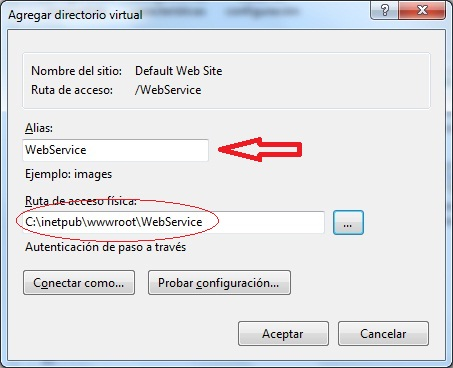 Agregar directorio virtual
Nombre del sitio: Default Web Site
Ruta de acceso: /WebService
Alias:
WebService
Ejemplo: images
Ruta de acceso física:
C:\inetpub\wwwroot\WebService
...
Autenticación de paso a través
Conectar como...
Probar configuración...
Aceptar
Cancelar